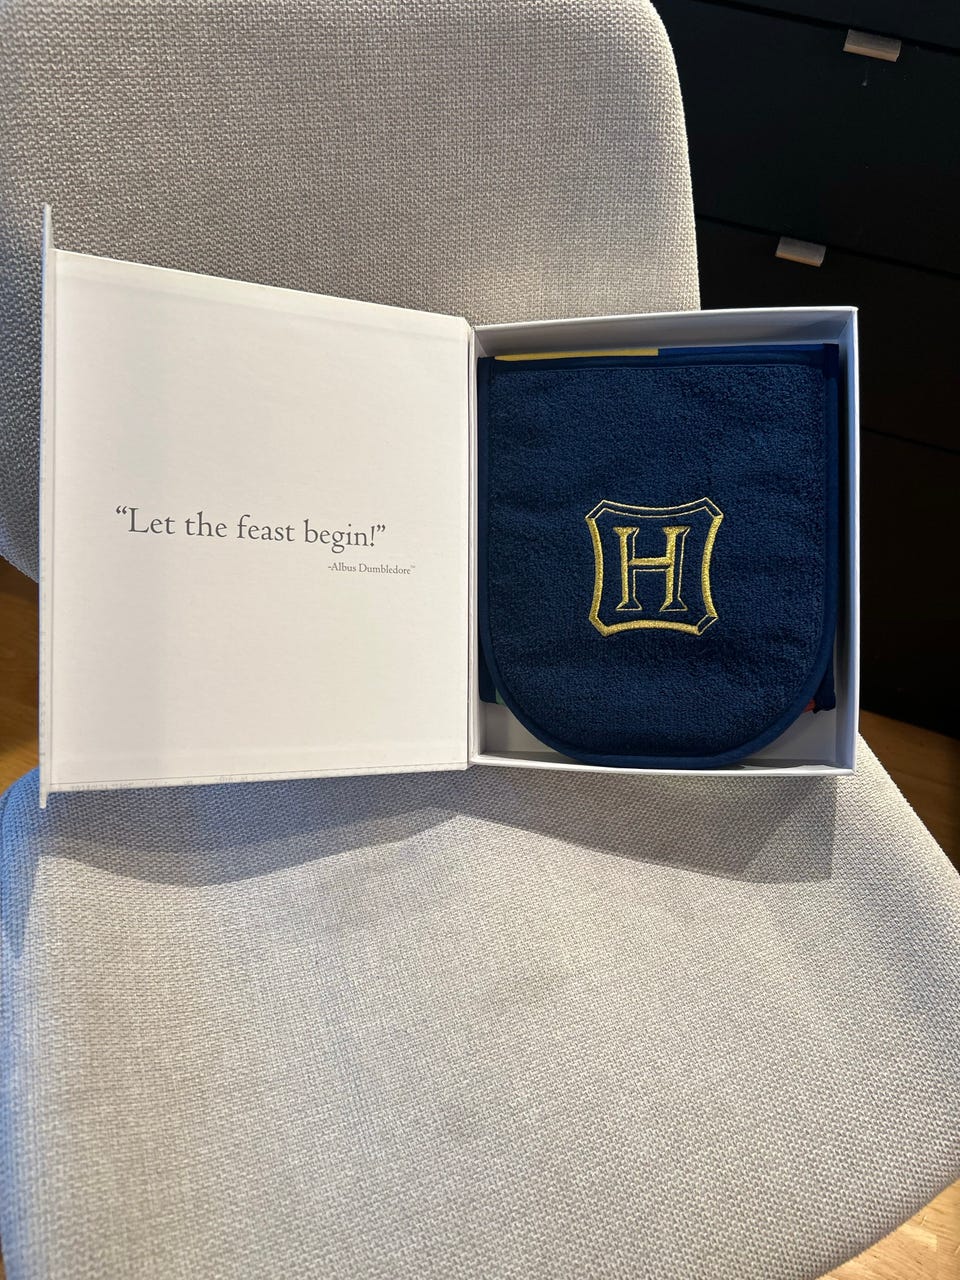 “Let the feast begin!”
-Albus Dumbledore™
H